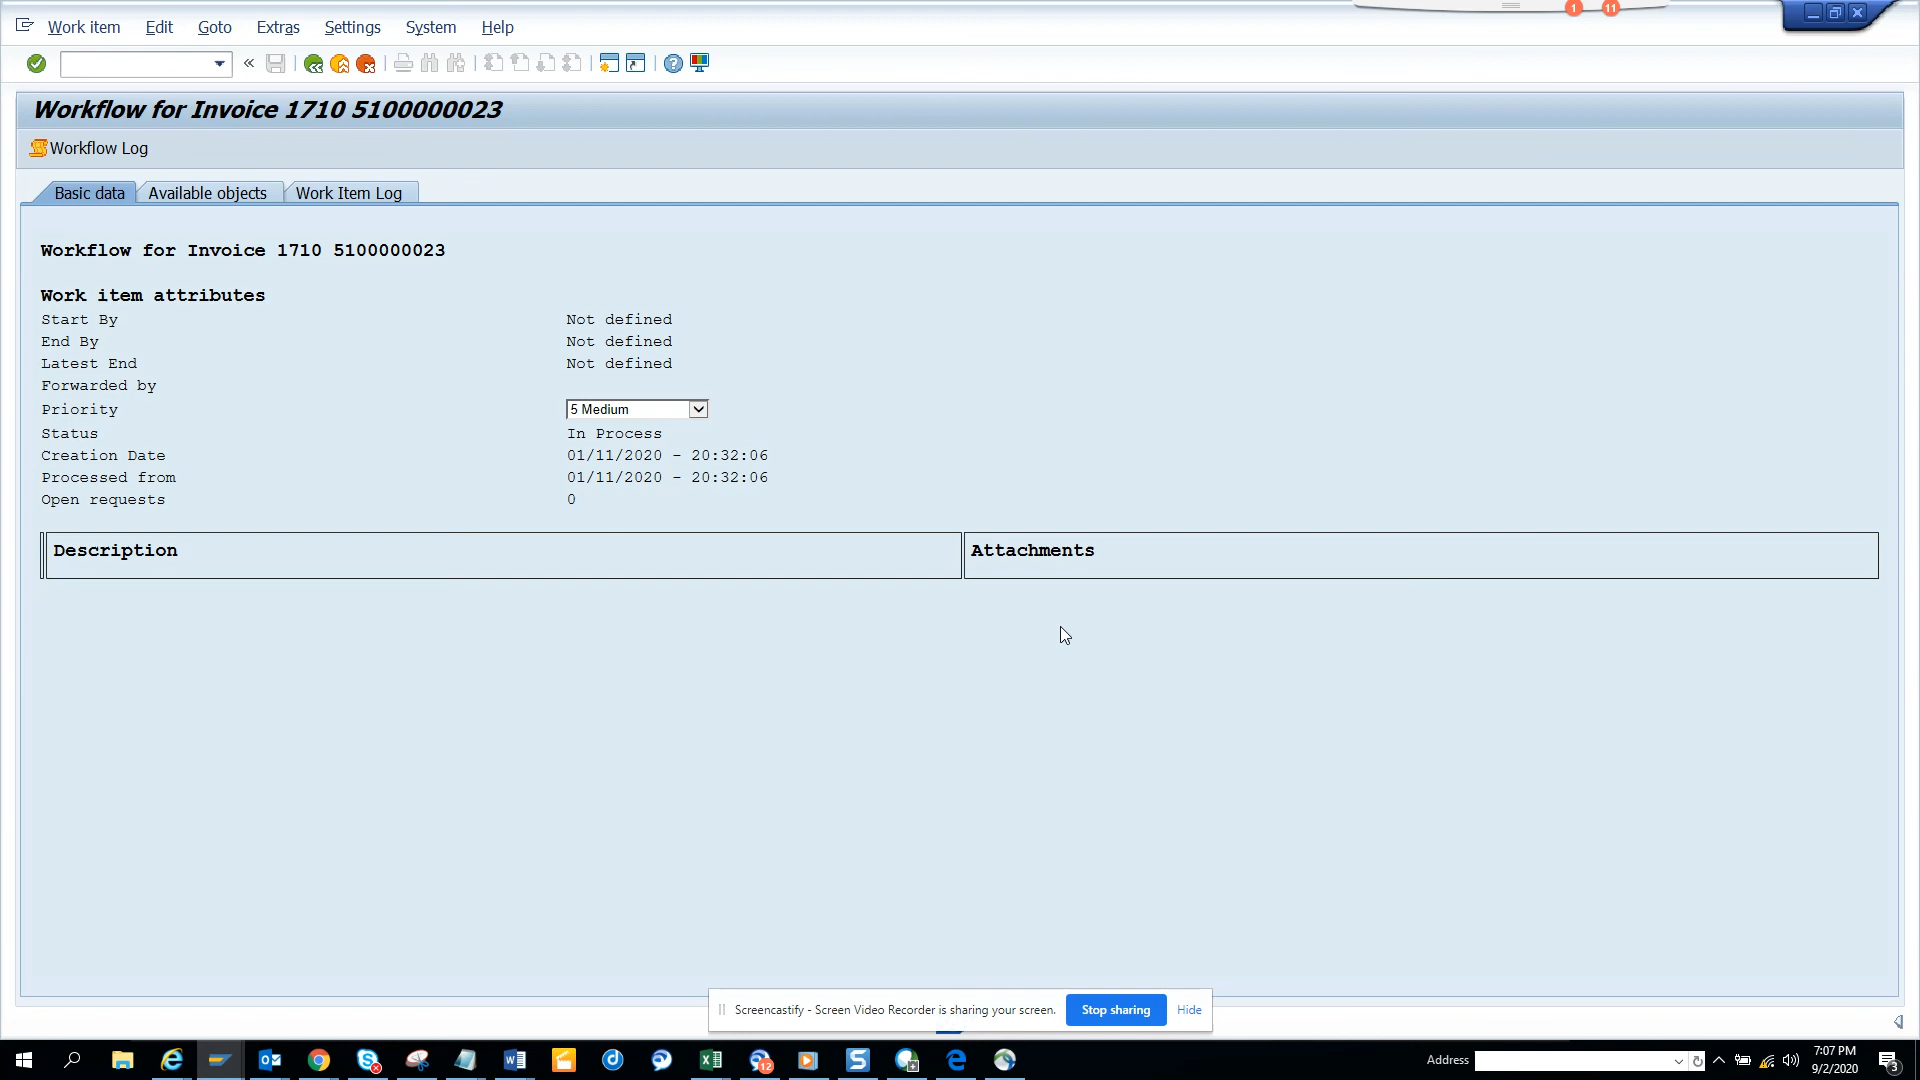 Work item Edit Goto Extras Settings System Help
1 11
Workflow for Invoice 1710 5100000023
Workflow Log
Basic data Available objects Work Item Log
Workflow for Invoice 1710 5100000023
Work item attributes
Start By Not defined
End By Not defined
Latest End Not defined
Forwarded by
Priority 5 Medium
Status In Process
Creation Date 01/11/2020 - 20:32:06
Processed from 01/11/2020 - 20:32:06
Open requests 0
Description Attachments
Screencastify - Screen Video Recorder is sharing your screen. Stop sharing Hide
12
Address
7:07 PM
9/2/2020
3